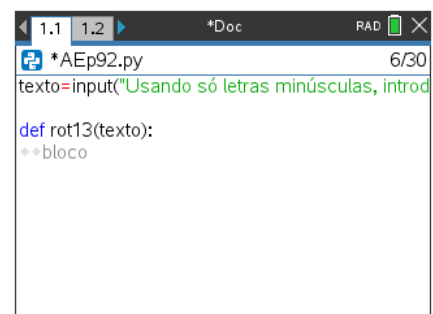 1.1 1.2 *Doc RAD
*AEp92.py 6/30
texto=input("Usando só letras minúsculas, introd
def rot13(texto):
bloco